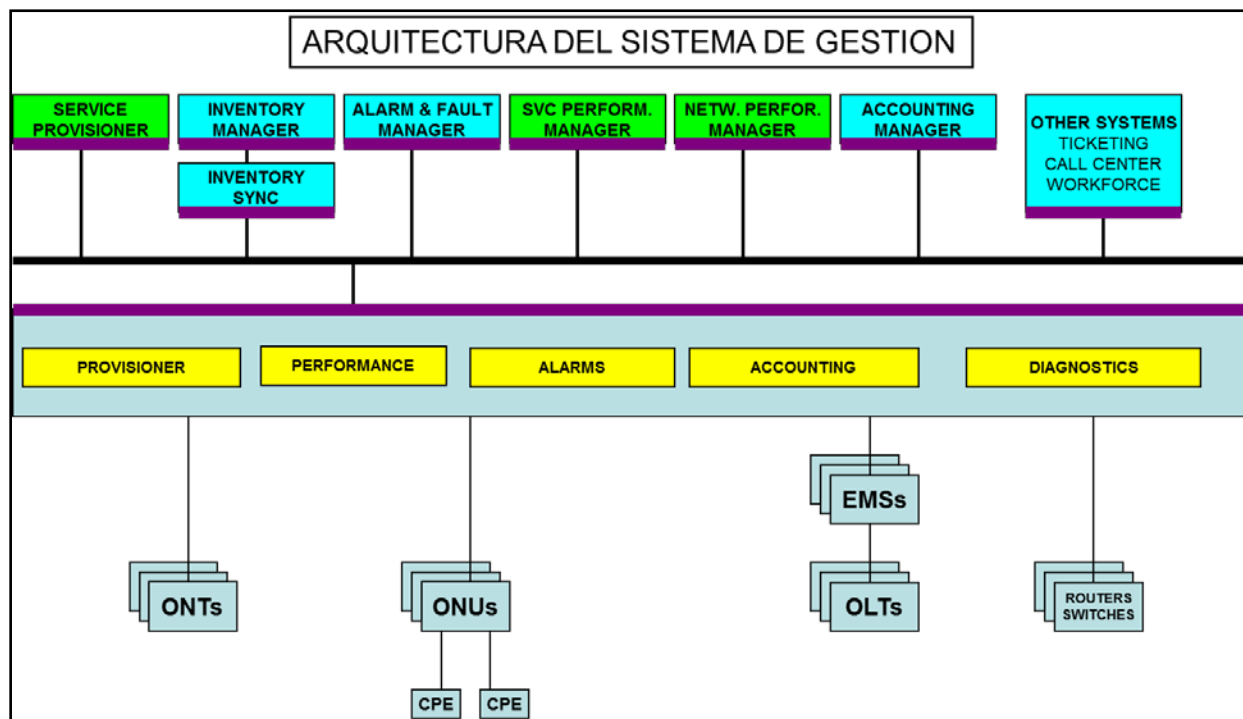 ARQUITECTURA DEL SISTEMA DE GESTION
SERVICE
PROVISIONER
INVENTORY
MANAGER
ALARM & FAULT
MANAGER
SVC PERFORM.
MANAGER
NETW. PERFOR.
MANAGER
ACCOUNTING
MANAGER
OTHER SYSTEMS
TICKETING
CALL CENTER
WORKFORCE
INVENTORY
SYNC
PROVISIONER
PERFORMANCE
ALARMS
ACCOUNTING
DIAGNOSTICS
EMSs
ONTs
ONUs
OLTs
ROUTERS
SWITCHES
CPE
CPE